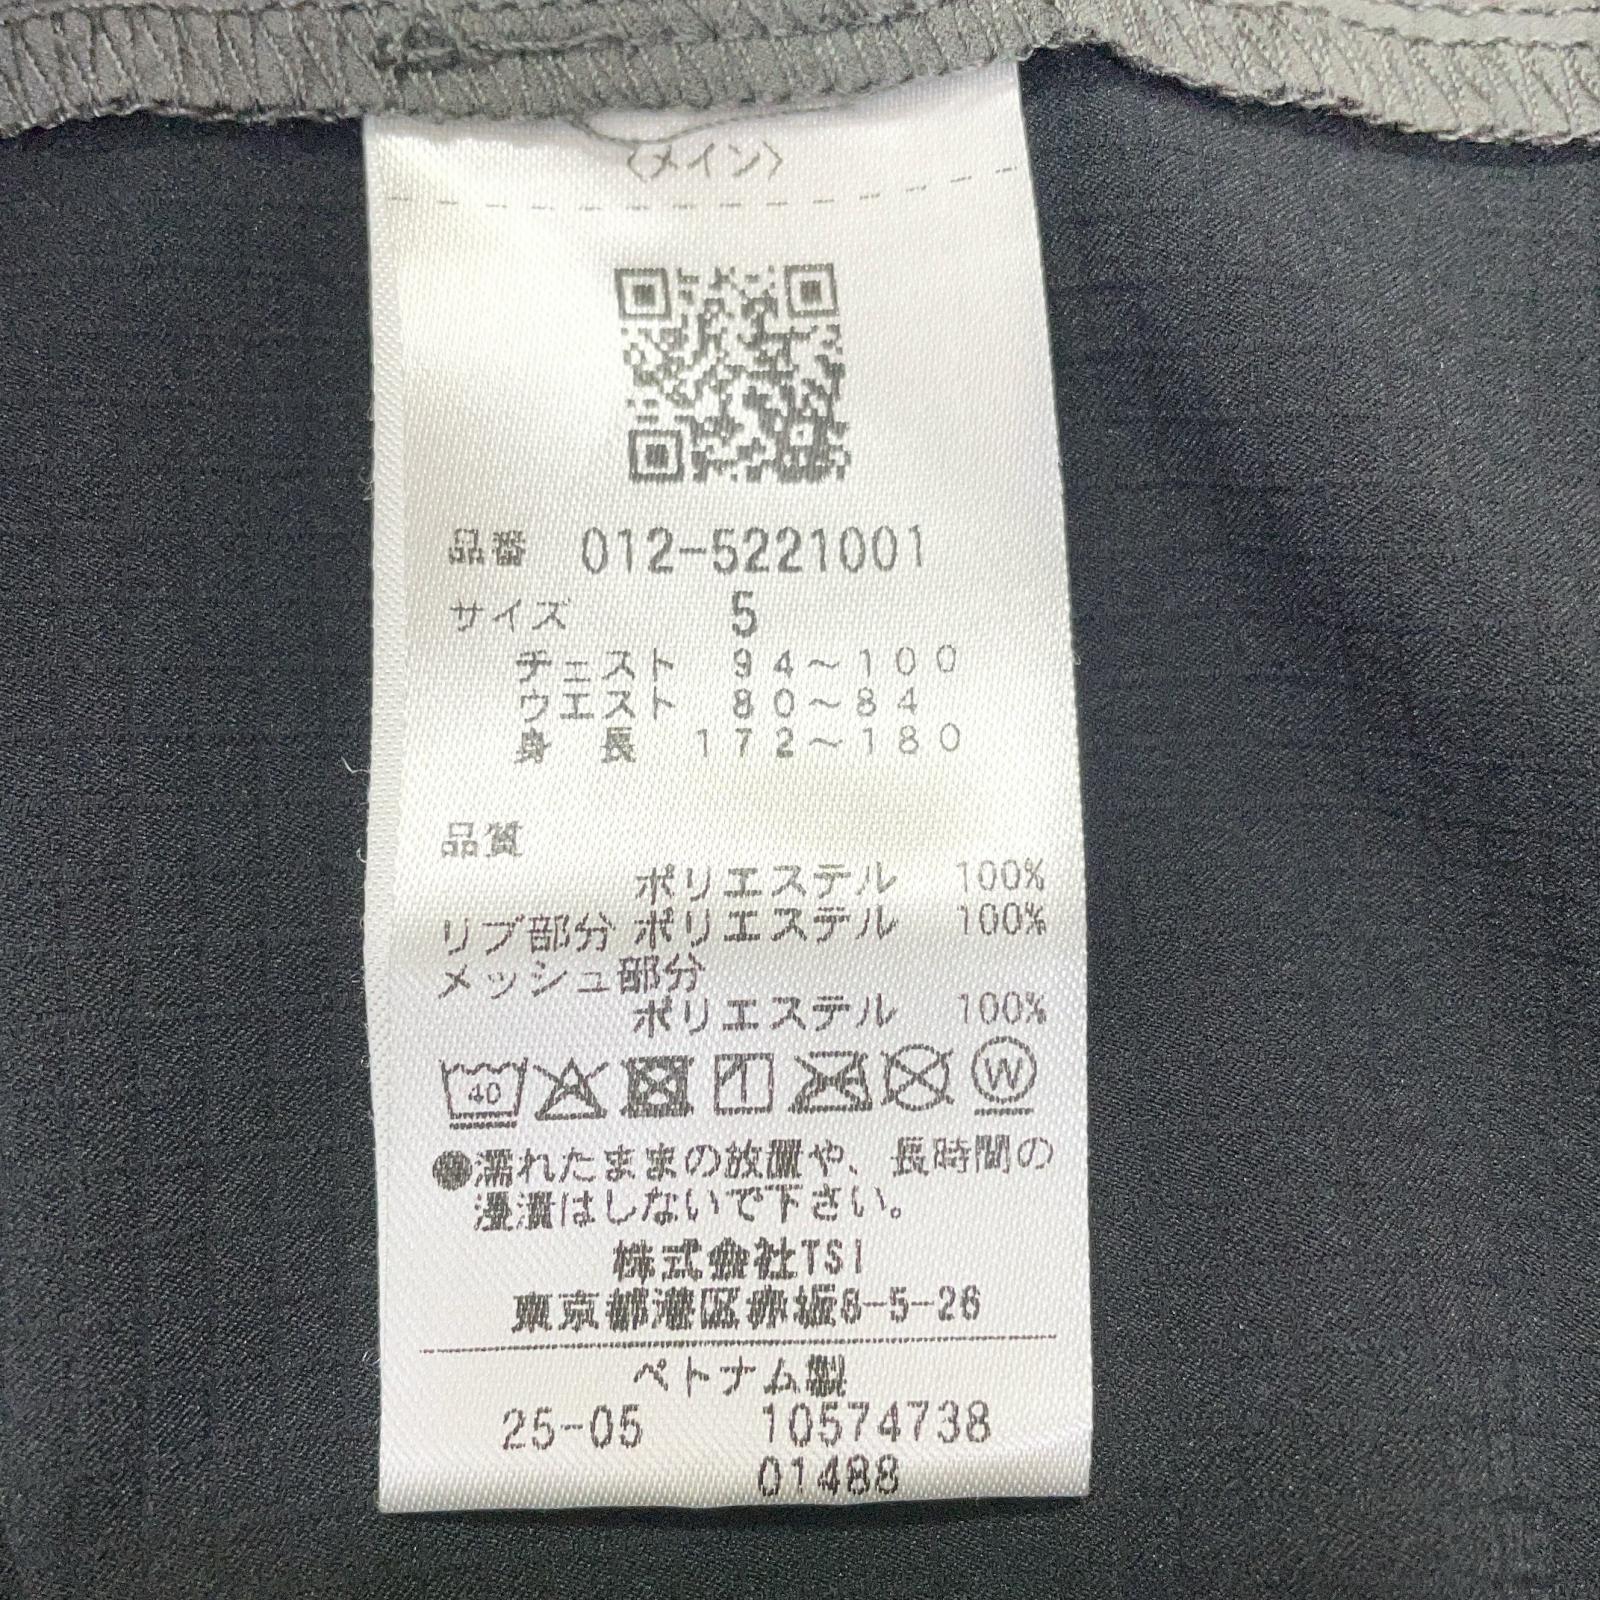 〈メイン〉
品番 012-5221001
サイズ 5
チェスト 94～100
ウエスト 80～84
身長 172～180
品質
ポリエステル 100%
リブ部分 ポリエステル 100%
メッシュ部分
ポリエステル 100%
40
W
●濡れたままの放置や、長時間の
浸漬はしないで下さい。
株式会社TSI
東京都港区赤坂8-5-26
ベトナム製
25-05 10574738
01488